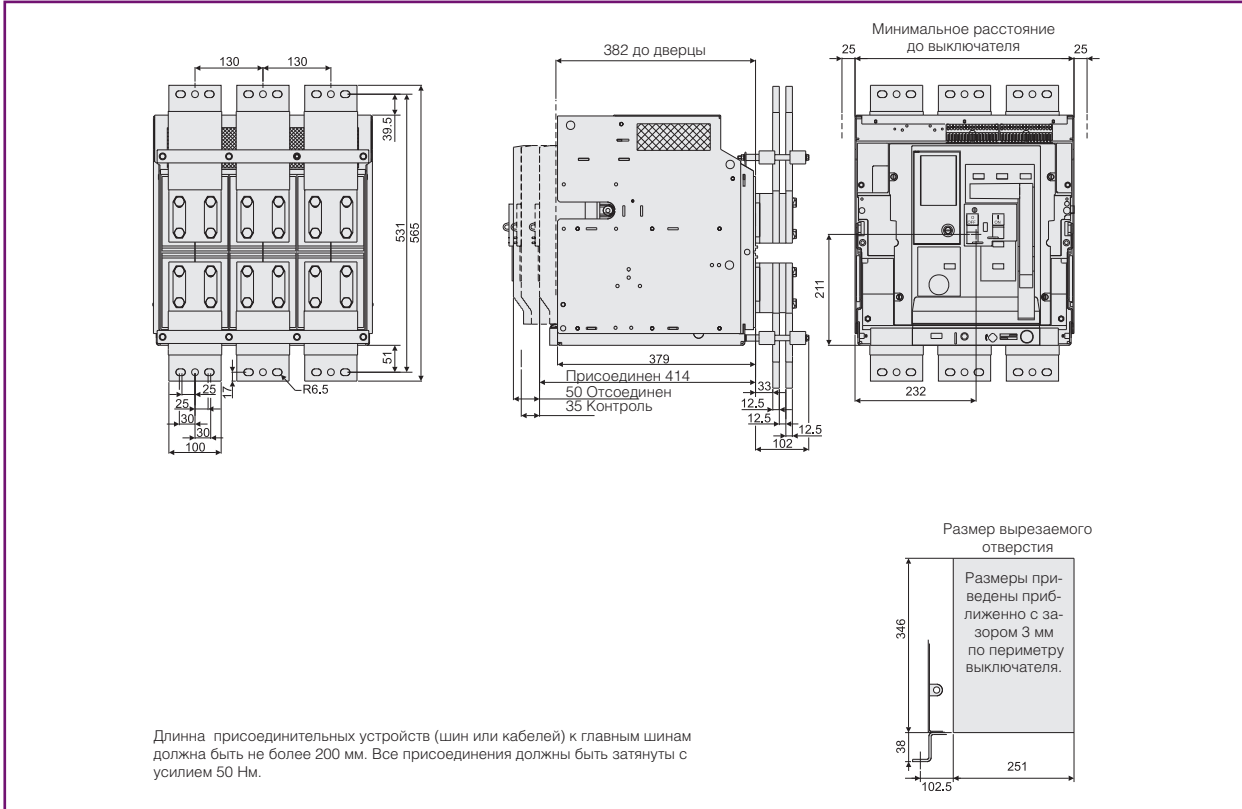 130
130
39.5
531
565
51
17
R6.5
25
25
30
30
100
382 до дверцы
379
Присоединен 414
50 Отсоединен
35 Контроль
33
12.5
12.5
12.5
102
Минимальное расстояние
до выключателя
25
25
OFF
ON
211
232
Размер вырезаемого
отверстия
Размеры при-
ведены приб-
лиженно с за-
зором 3 мм
по периметру
выключателя.
346
38
251
102.5
Длинна присоединительных устройств (шин или кабелей) к главным шинам
должна быть не более 200 мм. Все присоединения должны быть затянуты с
усилием 50 Нм.